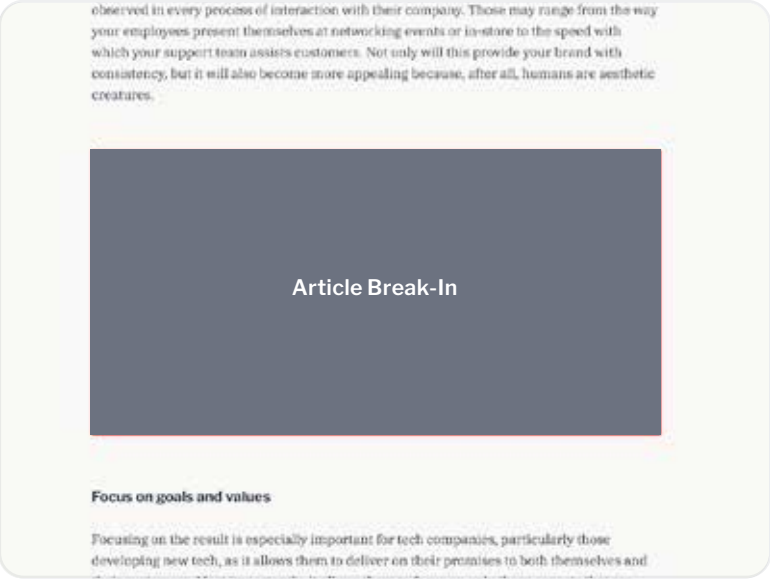 observed in every process of interaction with their company. Those may range from the way
your employees present themselves at networking events or in-store to the speed with
which your support team assists customers. Not only will this provide your brand with
consistency, but it will also become more appealing because, after all, humans are aesthetic
creatures.
Article Break-In
Focus on goals and values
Focusing on the result is especially important for tech companies, particularly those
developing new tech, as it allows them to deliver on their promises to both themselves and